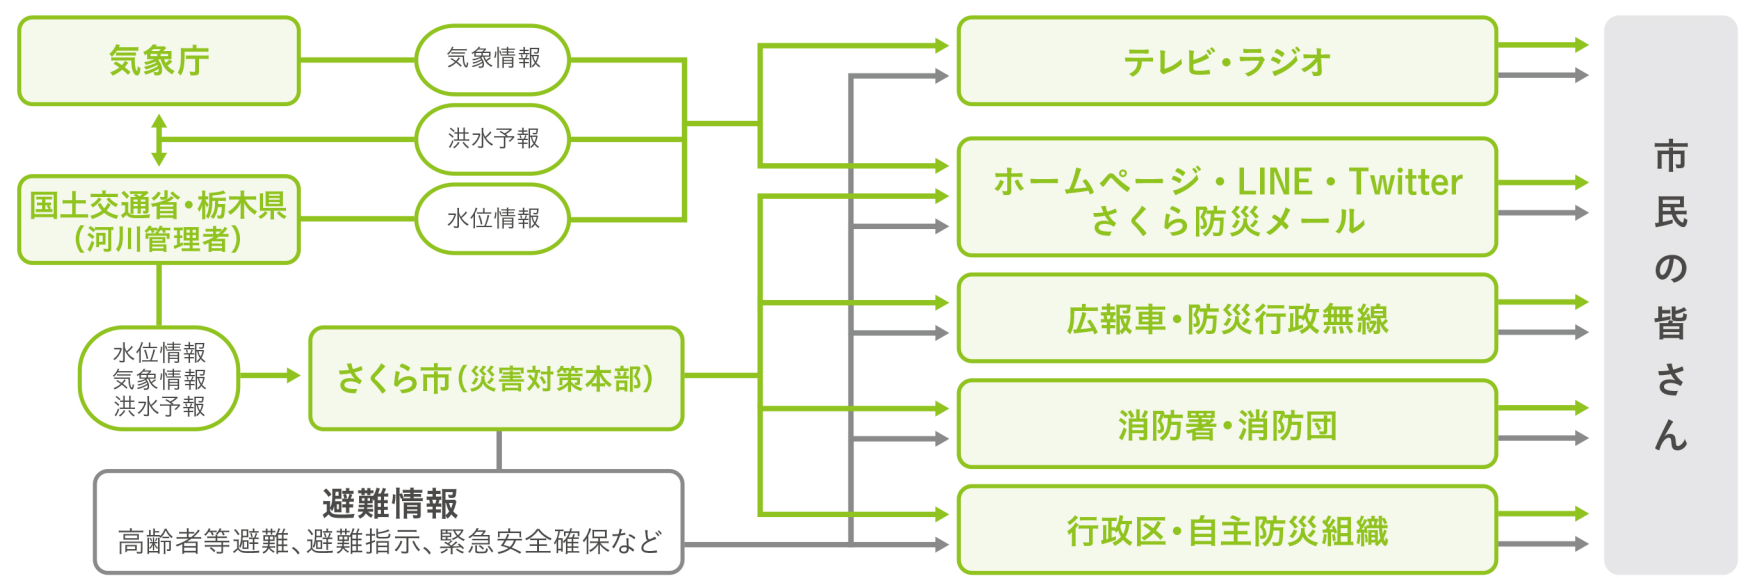 気象庁
気象情報
洪水予報
国土交通省・栃木県
（河川管理者）
水位情報
水位情報
気象情報
洪水予報
さくら市（災害対策本部）
避難情報
高齢者等避難、避難指示、緊急安全確保など
テレビ・ラジオ
ホームページ・LINE・Twitter
さくら防災メール
広報車・防災行政無線
消防署・消防団
行政区・自主防災組織
市民の皆さん